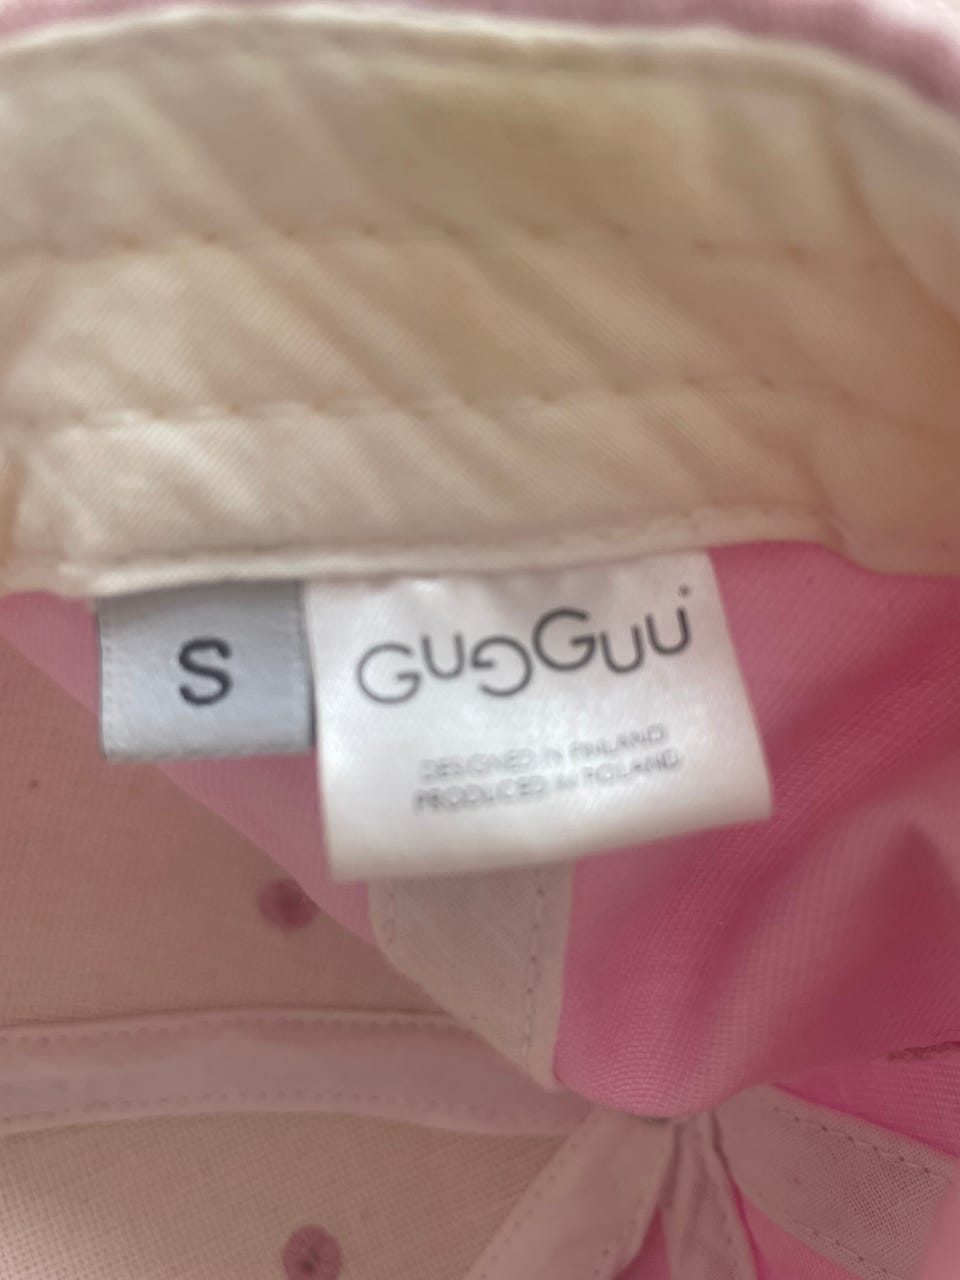 S
GUGGUU
DESIGNED IN FINLAND
PRODUCED IN POLAND